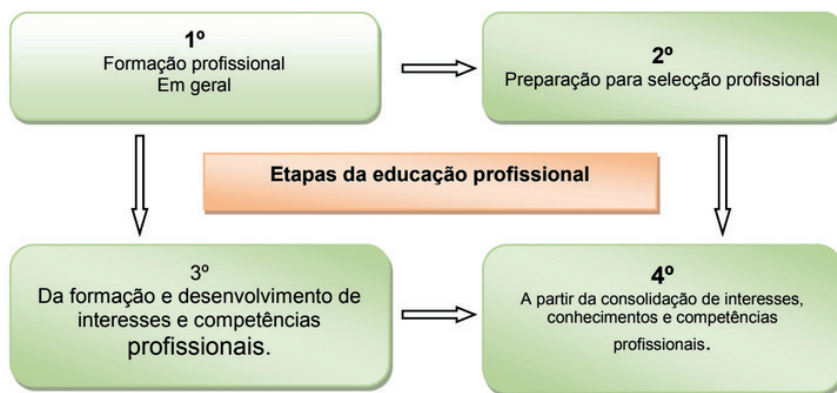 1º
Formação profissional
Em geral
2º
Preparação para selecção profissional
Etapas da educação profissional
3º
Da formação e desenvolvimento de
interesses e competências
profissionais.
4º
A partir da consolidação de interesses,
conhecimentos e competências
profissionais.